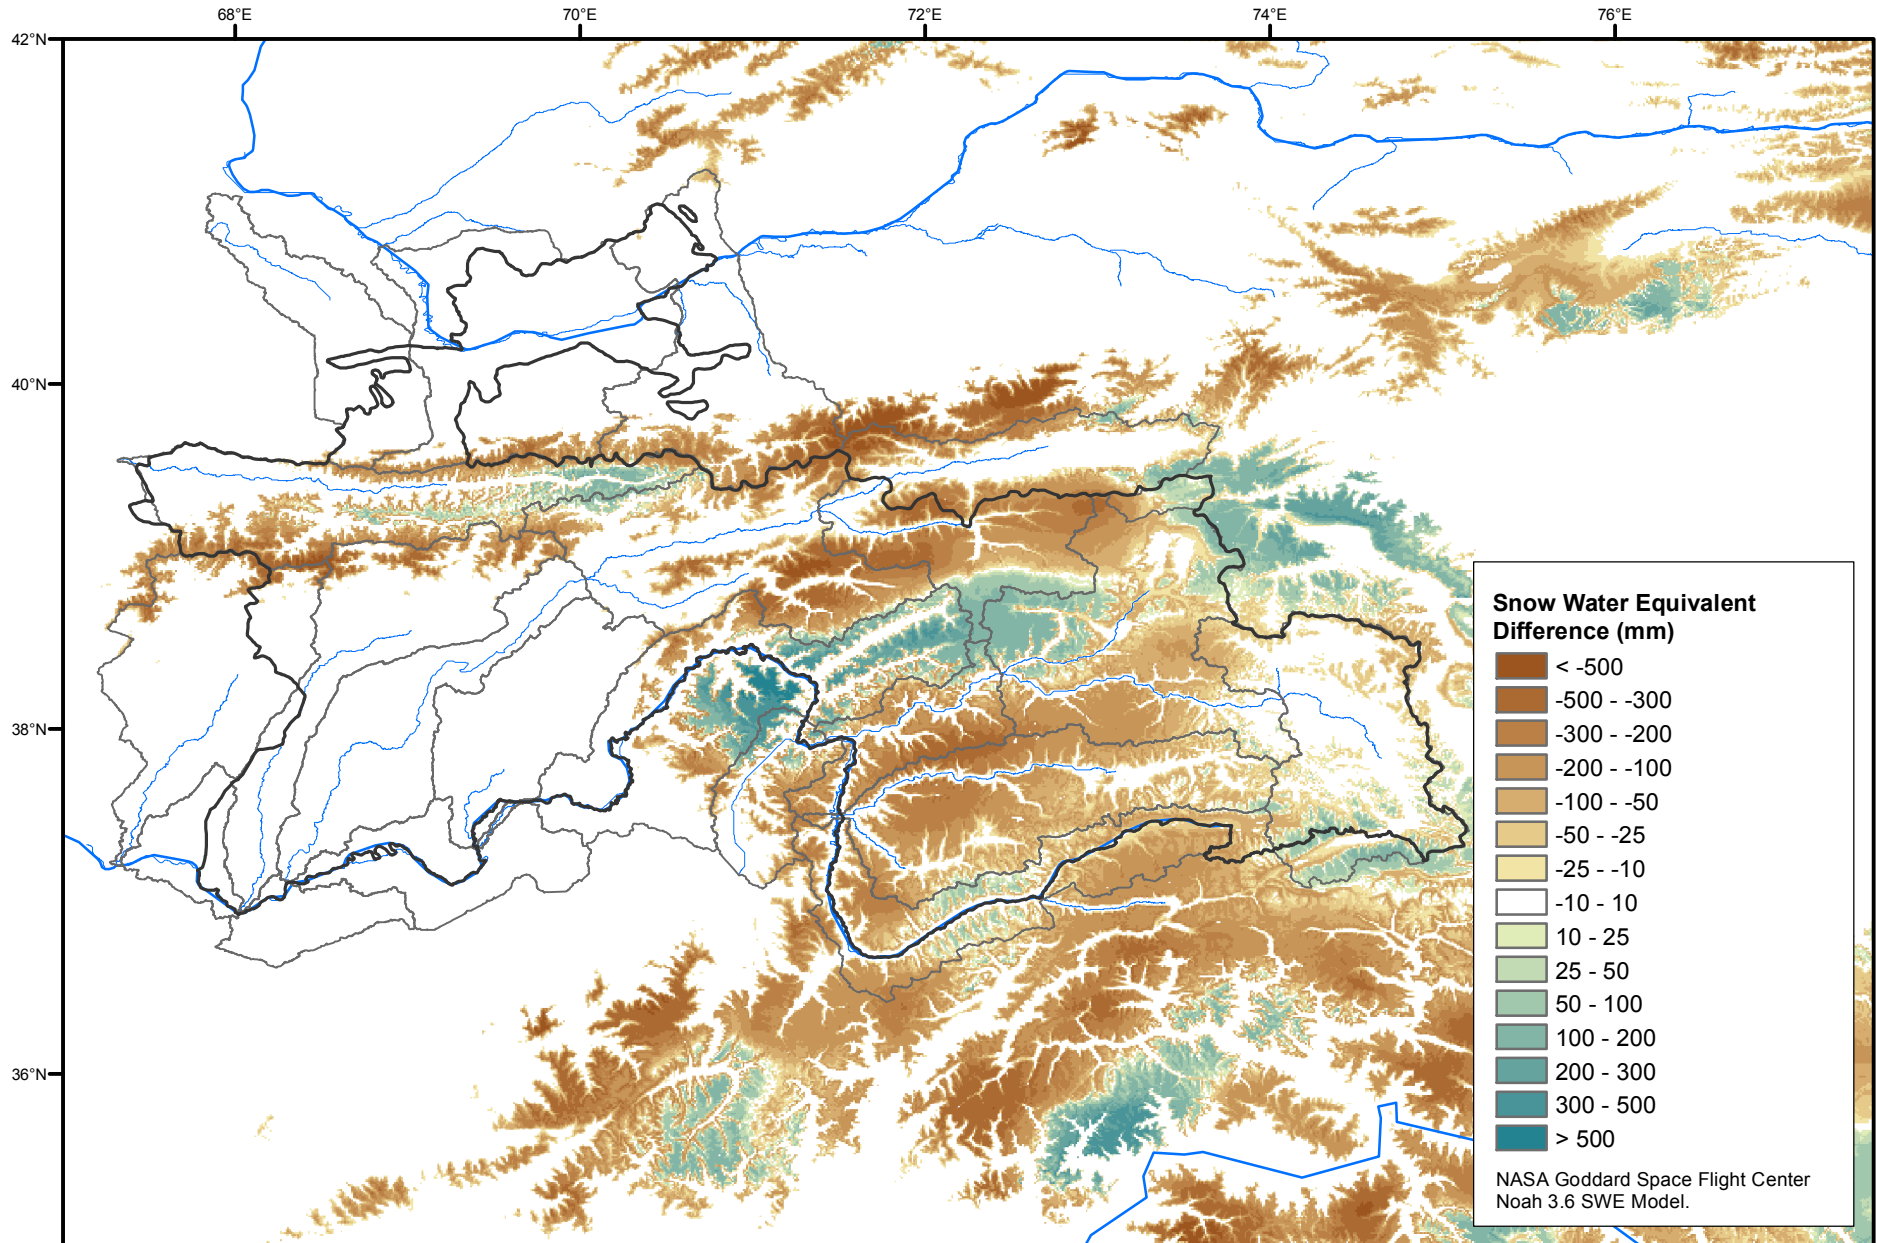 68°E
70°E
72°E
74°E
76°E
42°N
40°N
38°N
36°N
Snow Water Equivalent
Difference (mm)
< -500
-500 - -300
-300 - -200
-200 - -100
-100 - -50
-50 - -25
-25 - -10
-10 - 10
10 - 25
25 - 50
50 - 100
100 - 200
200 - 300
300 - 500
> 500
NASA Goddard Space Flight Center
Noah 3.6 SWE Model.